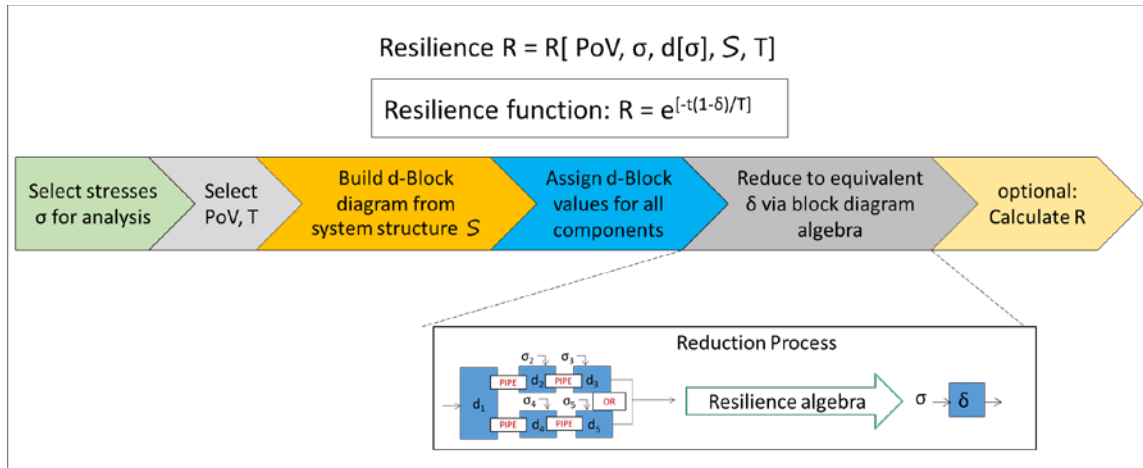 Resilience R = R[ PoV, σ, d[σ], 𝒮, T]
Resilience function: R = e^[-t(1-δ)/T]
Select stresses
σ for analysis
Select
PoV, T
Build d-Block
diagram from
system structure 𝒮
Assign d-Block
values for all
components
Reduce to equivalent
δ via block diagram
algebra
optional:
Calculate R
Reduction Process
σ₂ σ₃
PIPE d₂ PIPE d₃
d₁ σ₄ σ₅ OR
PIPE d₄ PIPE d₅
Resilience algebra
σ δ